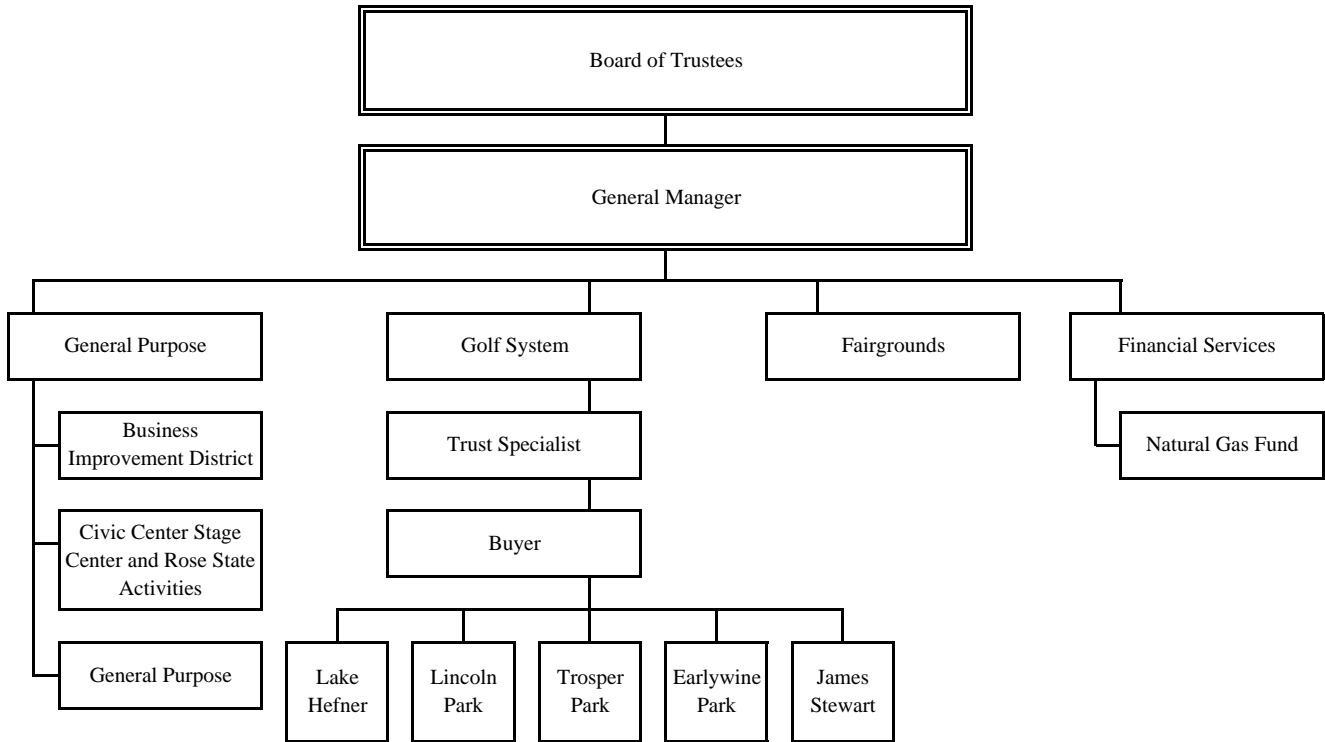 Board of Trustees
General Manager
General Purpose
Golf System
Fairgrounds
Financial Services
Business
Improvement District
Trust Specialist
Natural Gas Fund
Civic Center Stage
Center and Rose State
Activities
Buyer
General Purpose
Lake
Hefner
Lincoln
Park
Trosper
Park
Earlywine
Park
James
Stewart